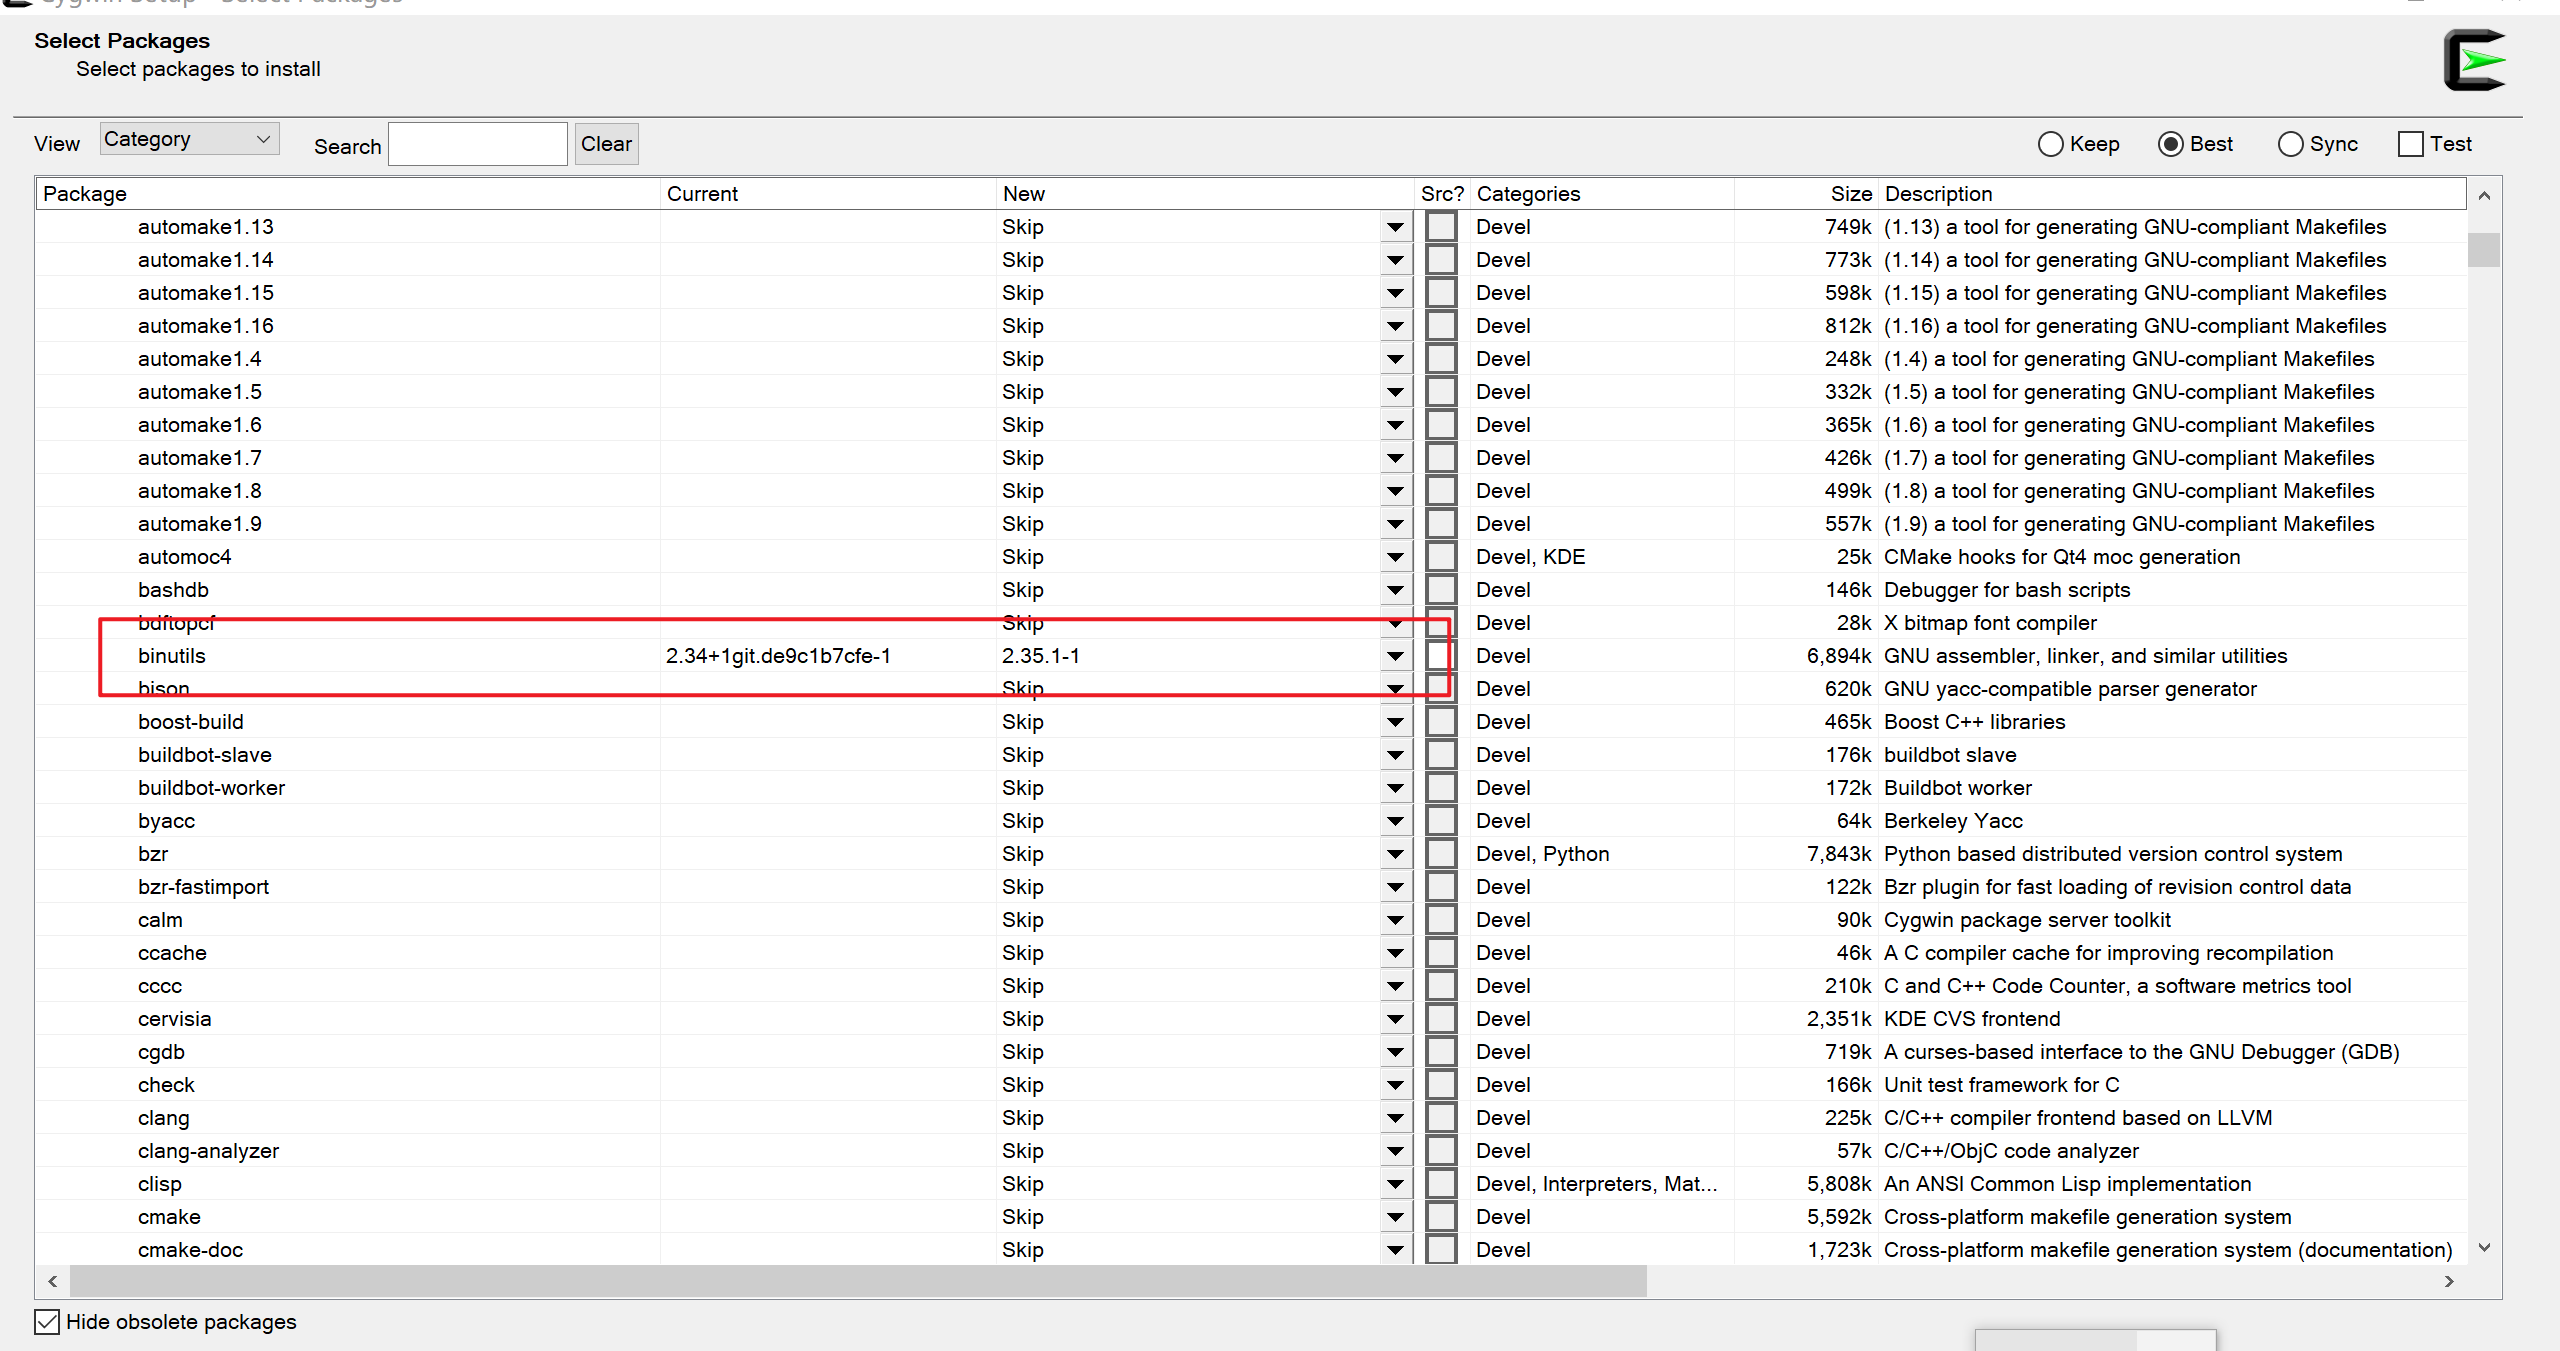 Cygwin Setup - Select Packages
Select Packages
Select packages to install
View Category Search Clear Keep Best Sync Test
Package Current New Src? Categories Size Description
automake1.13 Skip Devel 749k (1.13) a tool for generating GNU-compliant Makefiles
automake1.14 Skip Devel 773k (1.14) a tool for generating GNU-compliant Makefiles
automake1.15 Skip Devel 598k (1.15) a tool for generating GNU-compliant Makefiles
automake1.16 Skip Devel 812k (1.16) a tool for generating GNU-compliant Makefiles
automake1.4 Skip Devel 248k (1.4) a tool for generating GNU-compliant Makefiles
automake1.5 Skip Devel 332k (1.5) a tool for generating GNU-compliant Makefiles
automake1.6 Skip Devel 365k (1.6) a tool for generating GNU-compliant Makefiles
automake1.7 Skip Devel 426k (1.7) a tool for generating GNU-compliant Makefiles
automake1.8 Skip Devel 499k (1.8) a tool for generating GNU-compliant Makefiles
automake1.9 Skip Devel 557k (1.9) a tool for generating GNU-compliant Makefiles
automoc4 Skip Devel, KDE 25k CMake hooks for Qt4 moc generation
bashdb Skip Devel 146k Debugger for bash scripts
bdftopcf Skip Devel 28k X bitmap font compiler
binutils 2.34+1git.de9c1b7cfe-1 2.35.1-1 Devel 6,894k GNU assembler, linker, and similar utilities
bison Skip Devel 620k GNU yacc-compatible parser generator
boost-build Skip Devel 465k Boost C++ libraries
buildbot-slave Skip Devel 176k buildbot slave
buildbot-worker Skip Devel 172k Buildbot worker
byacc Skip Devel 64k Berkeley Yacc
bzr Skip Devel, Python 7,843k Python based distributed version control system
bzr-fastimport Skip Devel 122k Bzr plugin for fast loading of revision control data
calm Skip Devel 90k Cygwin package server toolkit
ccache Skip Devel 46k A C compiler cache for improving recompilation
cccc Skip Devel 210k C and C++ Code Counter, a software metrics tool
cervisia Skip Devel 2,351k KDE CVS frontend
cgdb Skip Devel 719k A curses-based interface to the GNU Debugger (GDB)
check Skip Devel 166k Unit test framework for C
clang Skip Devel 225k C/C++ compiler frontend based on LLVM
clang-analyzer Skip Devel 57k C/C++/ObjC code analyzer
clisp Skip Devel, Interpreters, Mat... 5,808k An ANSI Common Lisp implementation
cmake Skip Devel 5,592k Cross-platform makefile generation system
cmake-doc Skip Devel 1,723k Cross-platform makefile generation system (documentation)
Hide obsolete packages